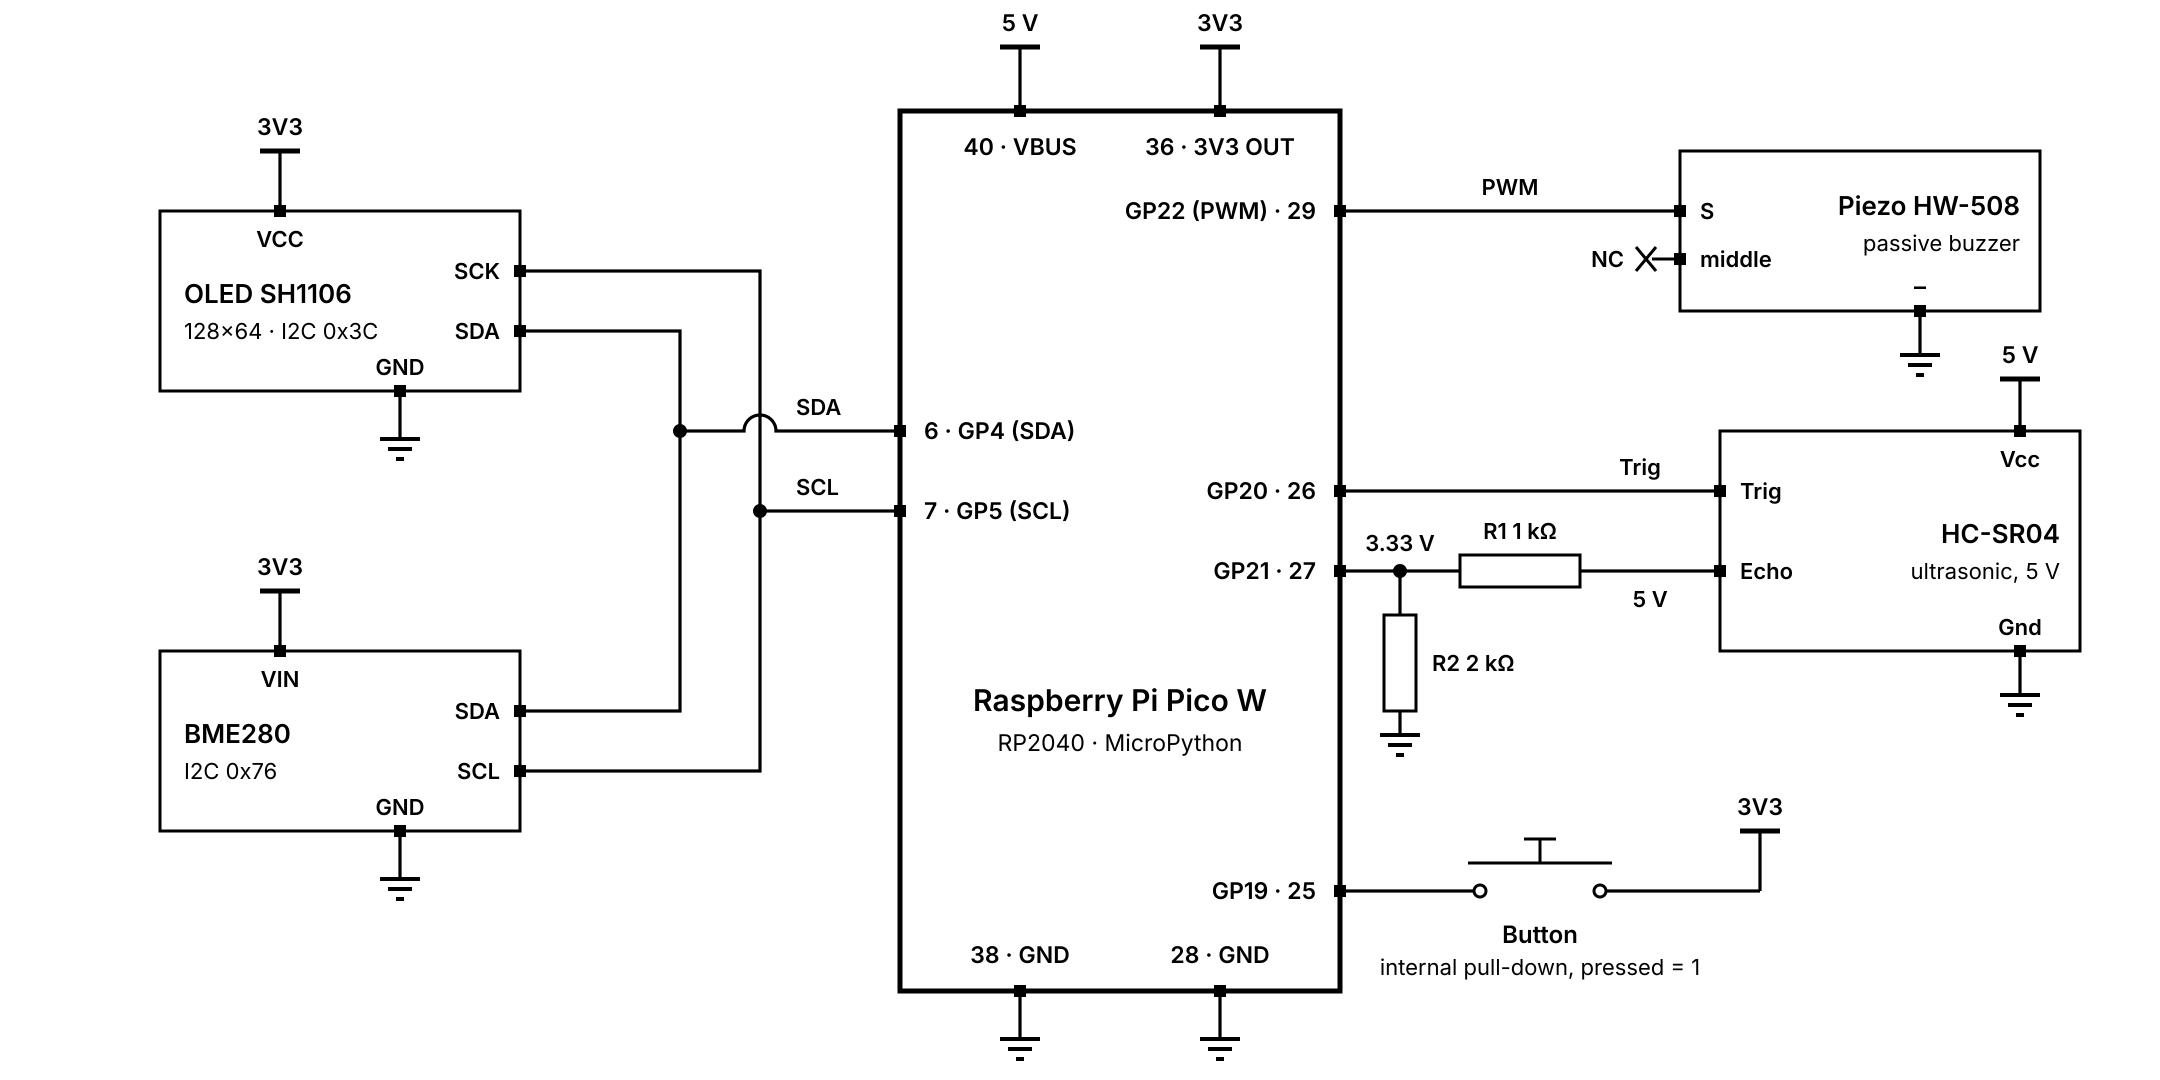 5 V
3V3
40 · VBUS
36 · 3V3 OUT
3V3
VCC
OLED SH1106
128×64 · I2C 0x3C
SCK
SDA
GND
3V3
VIN
BME280
I2C 0x76
SDA
SCL
GND
SDA
SCL
6 · GP4 (SDA)
7 · GP5 (SCL)
GP22 (PWM) · 29
GP20 · 26
GP21 · 27
Raspberry Pi Pico W
RP2040 · MicroPython
GP19 · 25
38 · GND
28 · GND
PWM
NC
S
middle
Piezo HW-508
passive buzzer
–
5 V
Vcc
Trig
Trig
3.33 V
R1 1 kΩ
5 V
Echo
HC-SR04
ultrasonic, 5 V
Gnd
R2 2 kΩ
3V3
Button
internal pull-down, pressed = 1